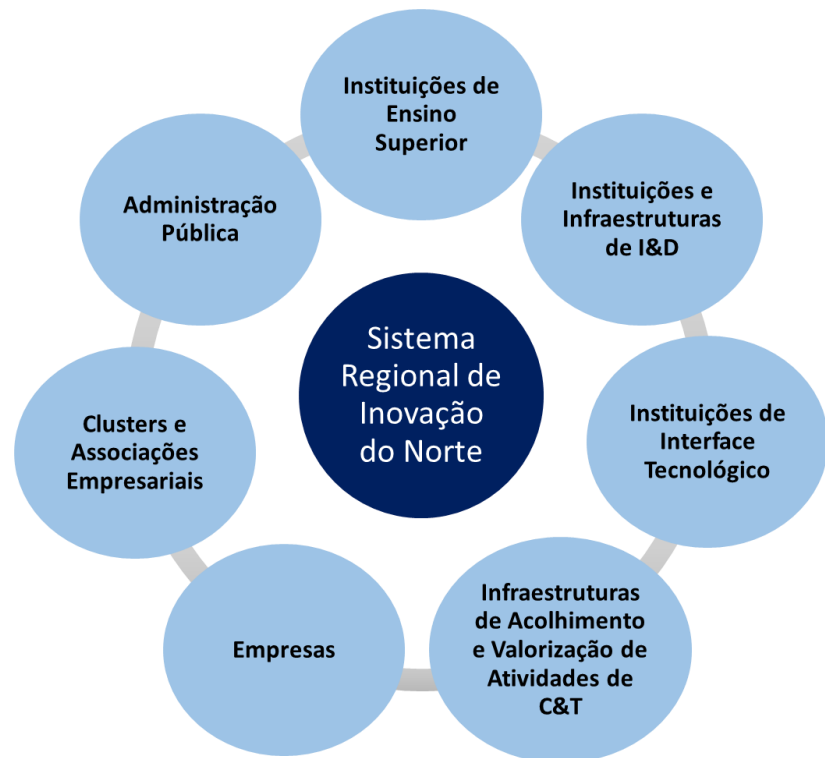 Instituições de
Ensino
Superior
Instituições e
Infraestruturas
de I&D
Instituições de
Interface
Tecnológico
Infraestruturas
de Acolhimento
e Valorização de
Atividades de
C&T
Empresas
Clusters e
Associações
Empresariais
Administração
Pública
Sistema
Regional de
Inovação
do Norte